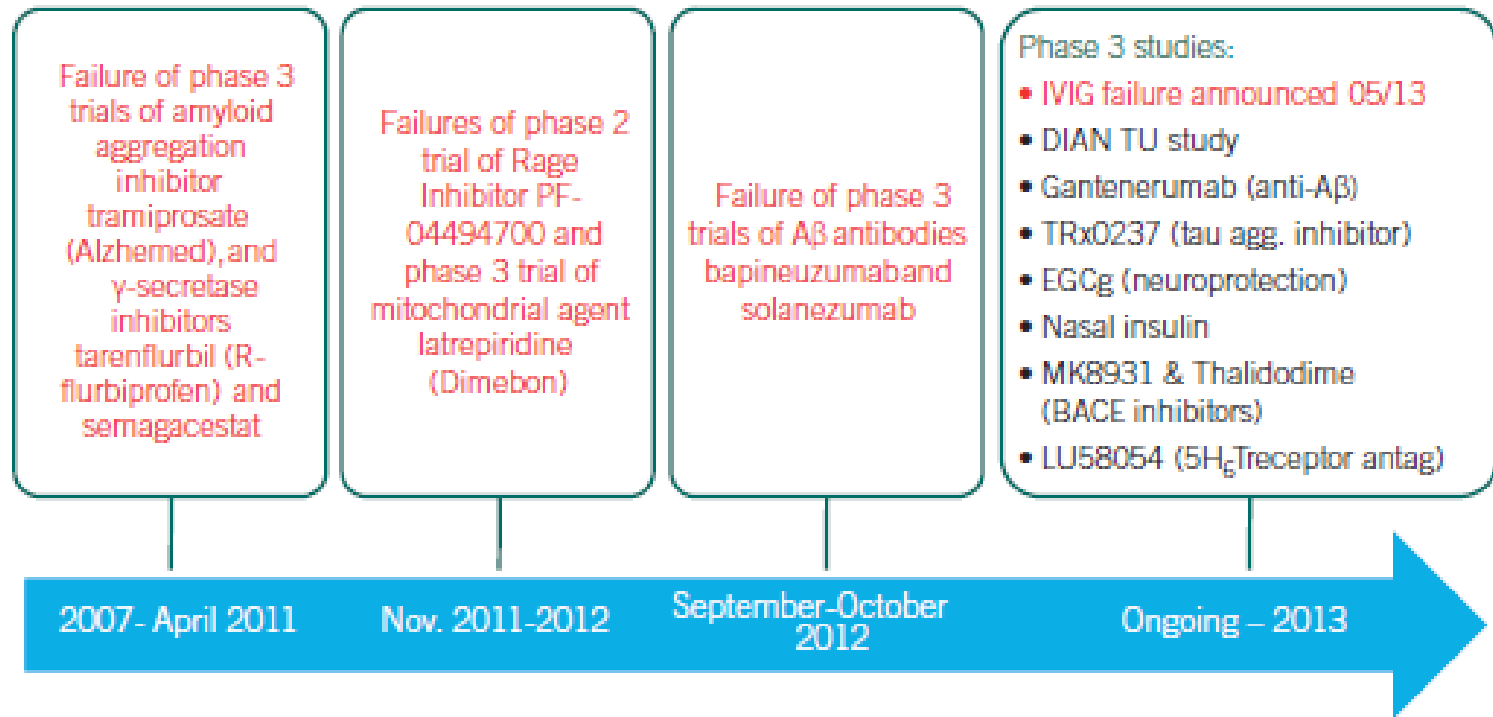 Failure of phase 3
trials of amyloid
aggregation
inhibitor
tramiprosate
(Alzhemed), and
γ-secretase
inhibitors
tarenflurbil (R-
flurbiprofen) and
semagacestat
Failures of phase 2
trial of Rage
Inhibitor PF-
04494700 and
phase 3 trial of
mitochondrial agent
latrepiridine
(Dimebon)
Failure of phase 3
trials of Aβ antibodies
bapineuzumaband
solanezumab
Phase 3 studies:
• IVIG failure announced 05/13
• DIAN TU study
• Gantenerumab (anti-Aβ)
• TRx0237 (tau agg. inhibitor)
• EGCg (neuroprotection)
• Nasal insulin
• MK8931 & Thalidodime
(BACE inhibitors)
• LU58054 (5H₆Treceptor antag)
2007- April 2011
Nov. 2011-2012
September-October
2012
Ongoing – 2013